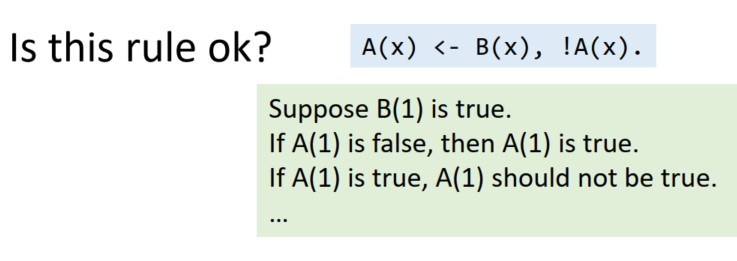 Is this rule ok?
A(x) <- B(x), !A(x).
Suppose B(1) is true.
If A(1) is false, then A(1) is true.
If A(1) is true, A(1) should not be true.
...